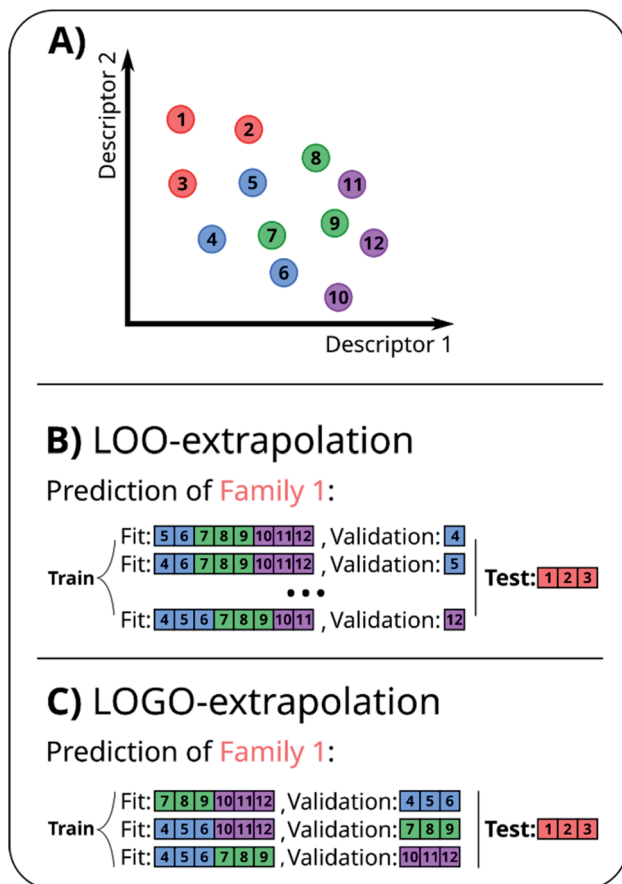 A)
Descriptor 2
1
2
8
3
5
11
9
4
7
12
6
10
Descriptor 1
B) LOO-extrapolation
Prediction of Family 1:
Fit: 5 6 7 8 9 10 11 12 , Validation: 4
Fit: 4 6 7 8 9 10 11 12 , Validation: 5
Train Test: 1 2 3
...
Fit: 4 5 6 7 8 9 10 11 , Validation: 12
C) LOGO-extrapolation
Prediction of Family 1:
Fit: 7 8 9 10 11 12 , Validation: 4 5 6
Train Fit: 4 5 6 10 11 12 , Validation: 7 8 9 Test: 1 2 3
Fit: 4 5 6 7 8 9 , Validation: 10 11 12